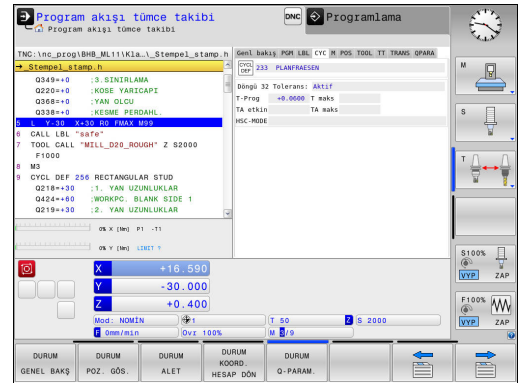 Program akışı tümce takibi
Program akışı tümce takibi
DNC
Programlama
TNC:\nc_prog\BHB_ML11\Kla…\_Stempel_stamp.h
→_Stempel_stamp.h
Q349=+0 ;3.SINIRLAMA
Q220=+0 ;KOSE YARICAPI
Q368=+0 ;YAN OLCU
Q338=+0 ;KESME PERDAHL.
5 L Y-30 X+30 R0 FMAX M99
6 CALL LBL "safe"
7 TOOL CALL "MILL_D20_ROUGH" Z S2000
F1000
8 M3
9 CYCL DEF 256 RECTANGULAR STUD
Q218=+30 ;1. YAN UZUNLUKLAR
Q424=+60 ;WORKPC. BLANK SIDE 1
Q219=+30 ;2. YAN UZUNLUKLAR
Genl bakış PGM LBL CYC M POS TOOL TT TRANS QPARA
CYCL DEF 233 PLANFRAESEN
Döngü 32 Tolerans: Aktif
T-Prog +0.0600 T maks
TA etkin TA maks
HSC-MODE
0% X [Nm] P1 -T1
0% Y [Nm] LIMIT ?
X +16.590
Y -30.000
Z +0.400
Mod: NOMİN 1 T 50 Z S 2000
F 0mm/min Ovr 100% M 3/9
M
S
T
S100%
VYP ZAP
F100%
VYP ZAP
DURUM GENEL BAKŞ
DURUM POZ. GÖS.
DURUM ALET
DURUM KOORD. HESAP DÖN
DURUM Q-PARAM.